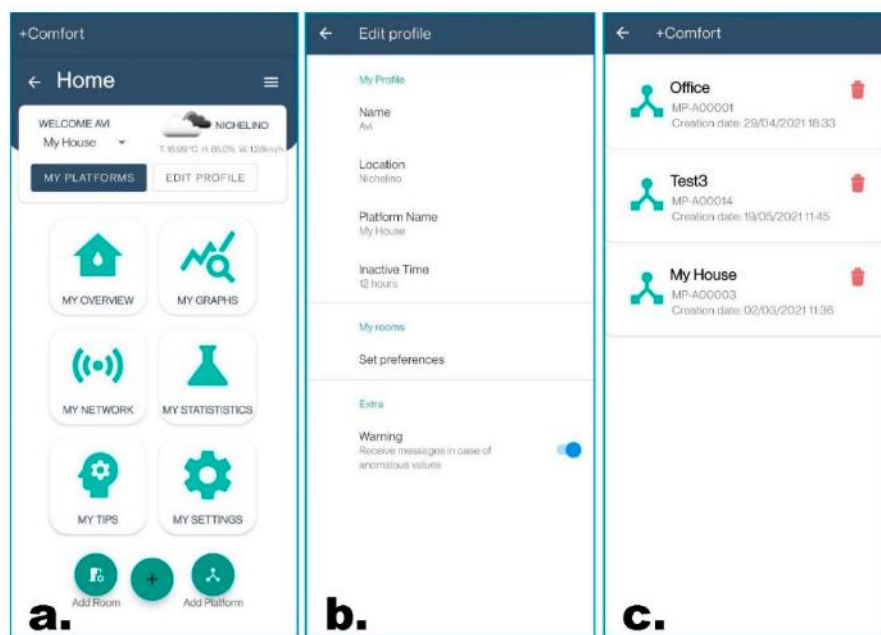 +Comfort
Home
WELCOME AVI
NICHELINO
My House
T: 16.99°C H: 85.0% W: 1.28km/h
MY PLATFORMS
EDIT PROFILE
MY OVERVIEW
MY GRAPHS
MY NETWORK
MY STATISTISTICS
MY TIPS
MY SETTINGS
Add Room
Add Platform
a.
Edit profile
My Profile
Name
Avi
Location
Nichelino
Platform Name
My House
Inactive Time
12 hours
My rooms
Set preferences
Extra
Warning
Receive messages in case of
anomalous values
b.
+Comfort
Office
MP-A00001
Creation date: 29/04/2021 18:33
Test3
MP-A00014
Creation date: 19/05/2021 11:45
My House
MP-A00003
Creation date: 02/03/2021 11:36
c.